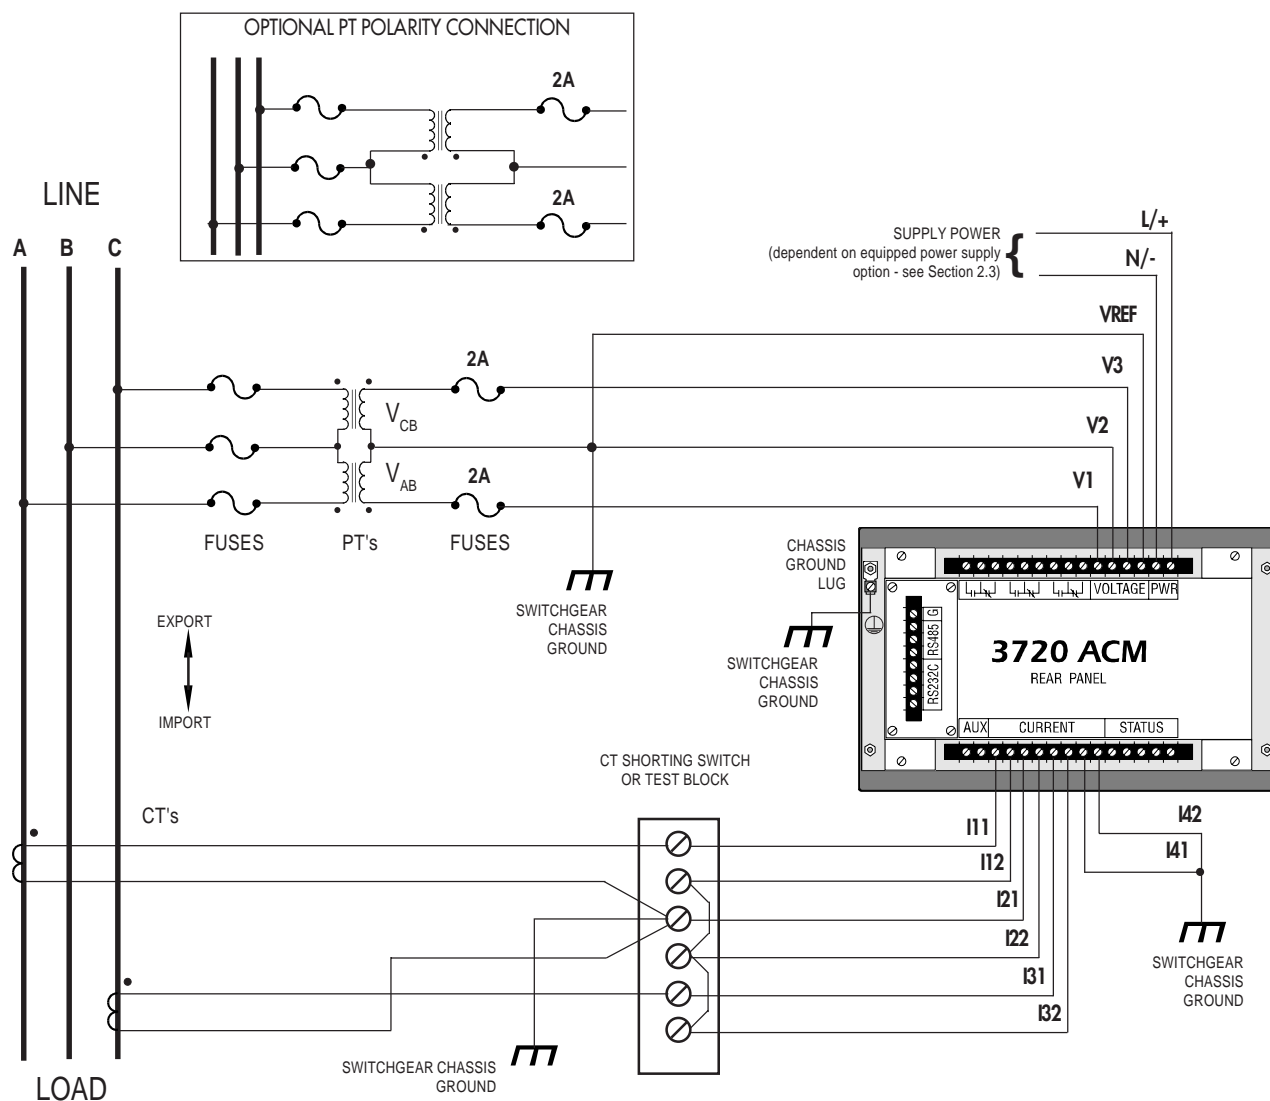 OPTIONAL PT POLARITY CONNECTION
2A
2A
LINE
A B C
SUPPLY POWER
(dependent on equipped power supply
option - see Section 2.3)
{
L/+
N/-
VREF
V3
V2
V1
2A
VCB
VAB
2A
FUSES
PT's
FUSES
SWITCHGEAR
CHASSIS
GROUND
CHASSIS
GROUND
LUG
SWITCHGEAR
CHASSIS
GROUND
VOLTAGE
PWR
G
RS485
RS232C
3720 ACM
REAR PANEL
AUX
CURRENT
STATUS
EXPORT
IMPORT
CT SHORTING SWITCH
OR TEST BLOCK
CT's
I11
I12
I21
I22
I31
I32
I42
I41
SWITCHGEAR
CHASSIS
GROUND
SWITCHGEAR CHASSIS
GROUND
LOAD